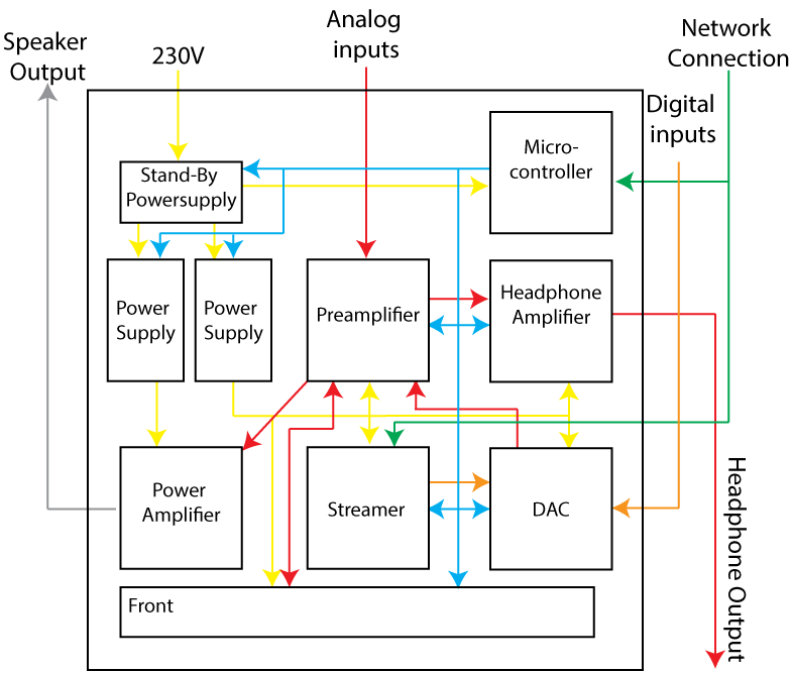 Speaker
Output
230V
Analog
inputs
Network
Connection
Digital
inputs
Micro-
controller
Stand-By
Powersupply
Power
Supply
Power
Supply
Preamplifier
Headphone
Amplifier
Power
Amplifier
Streamer
DAC
Headphone Output
Front